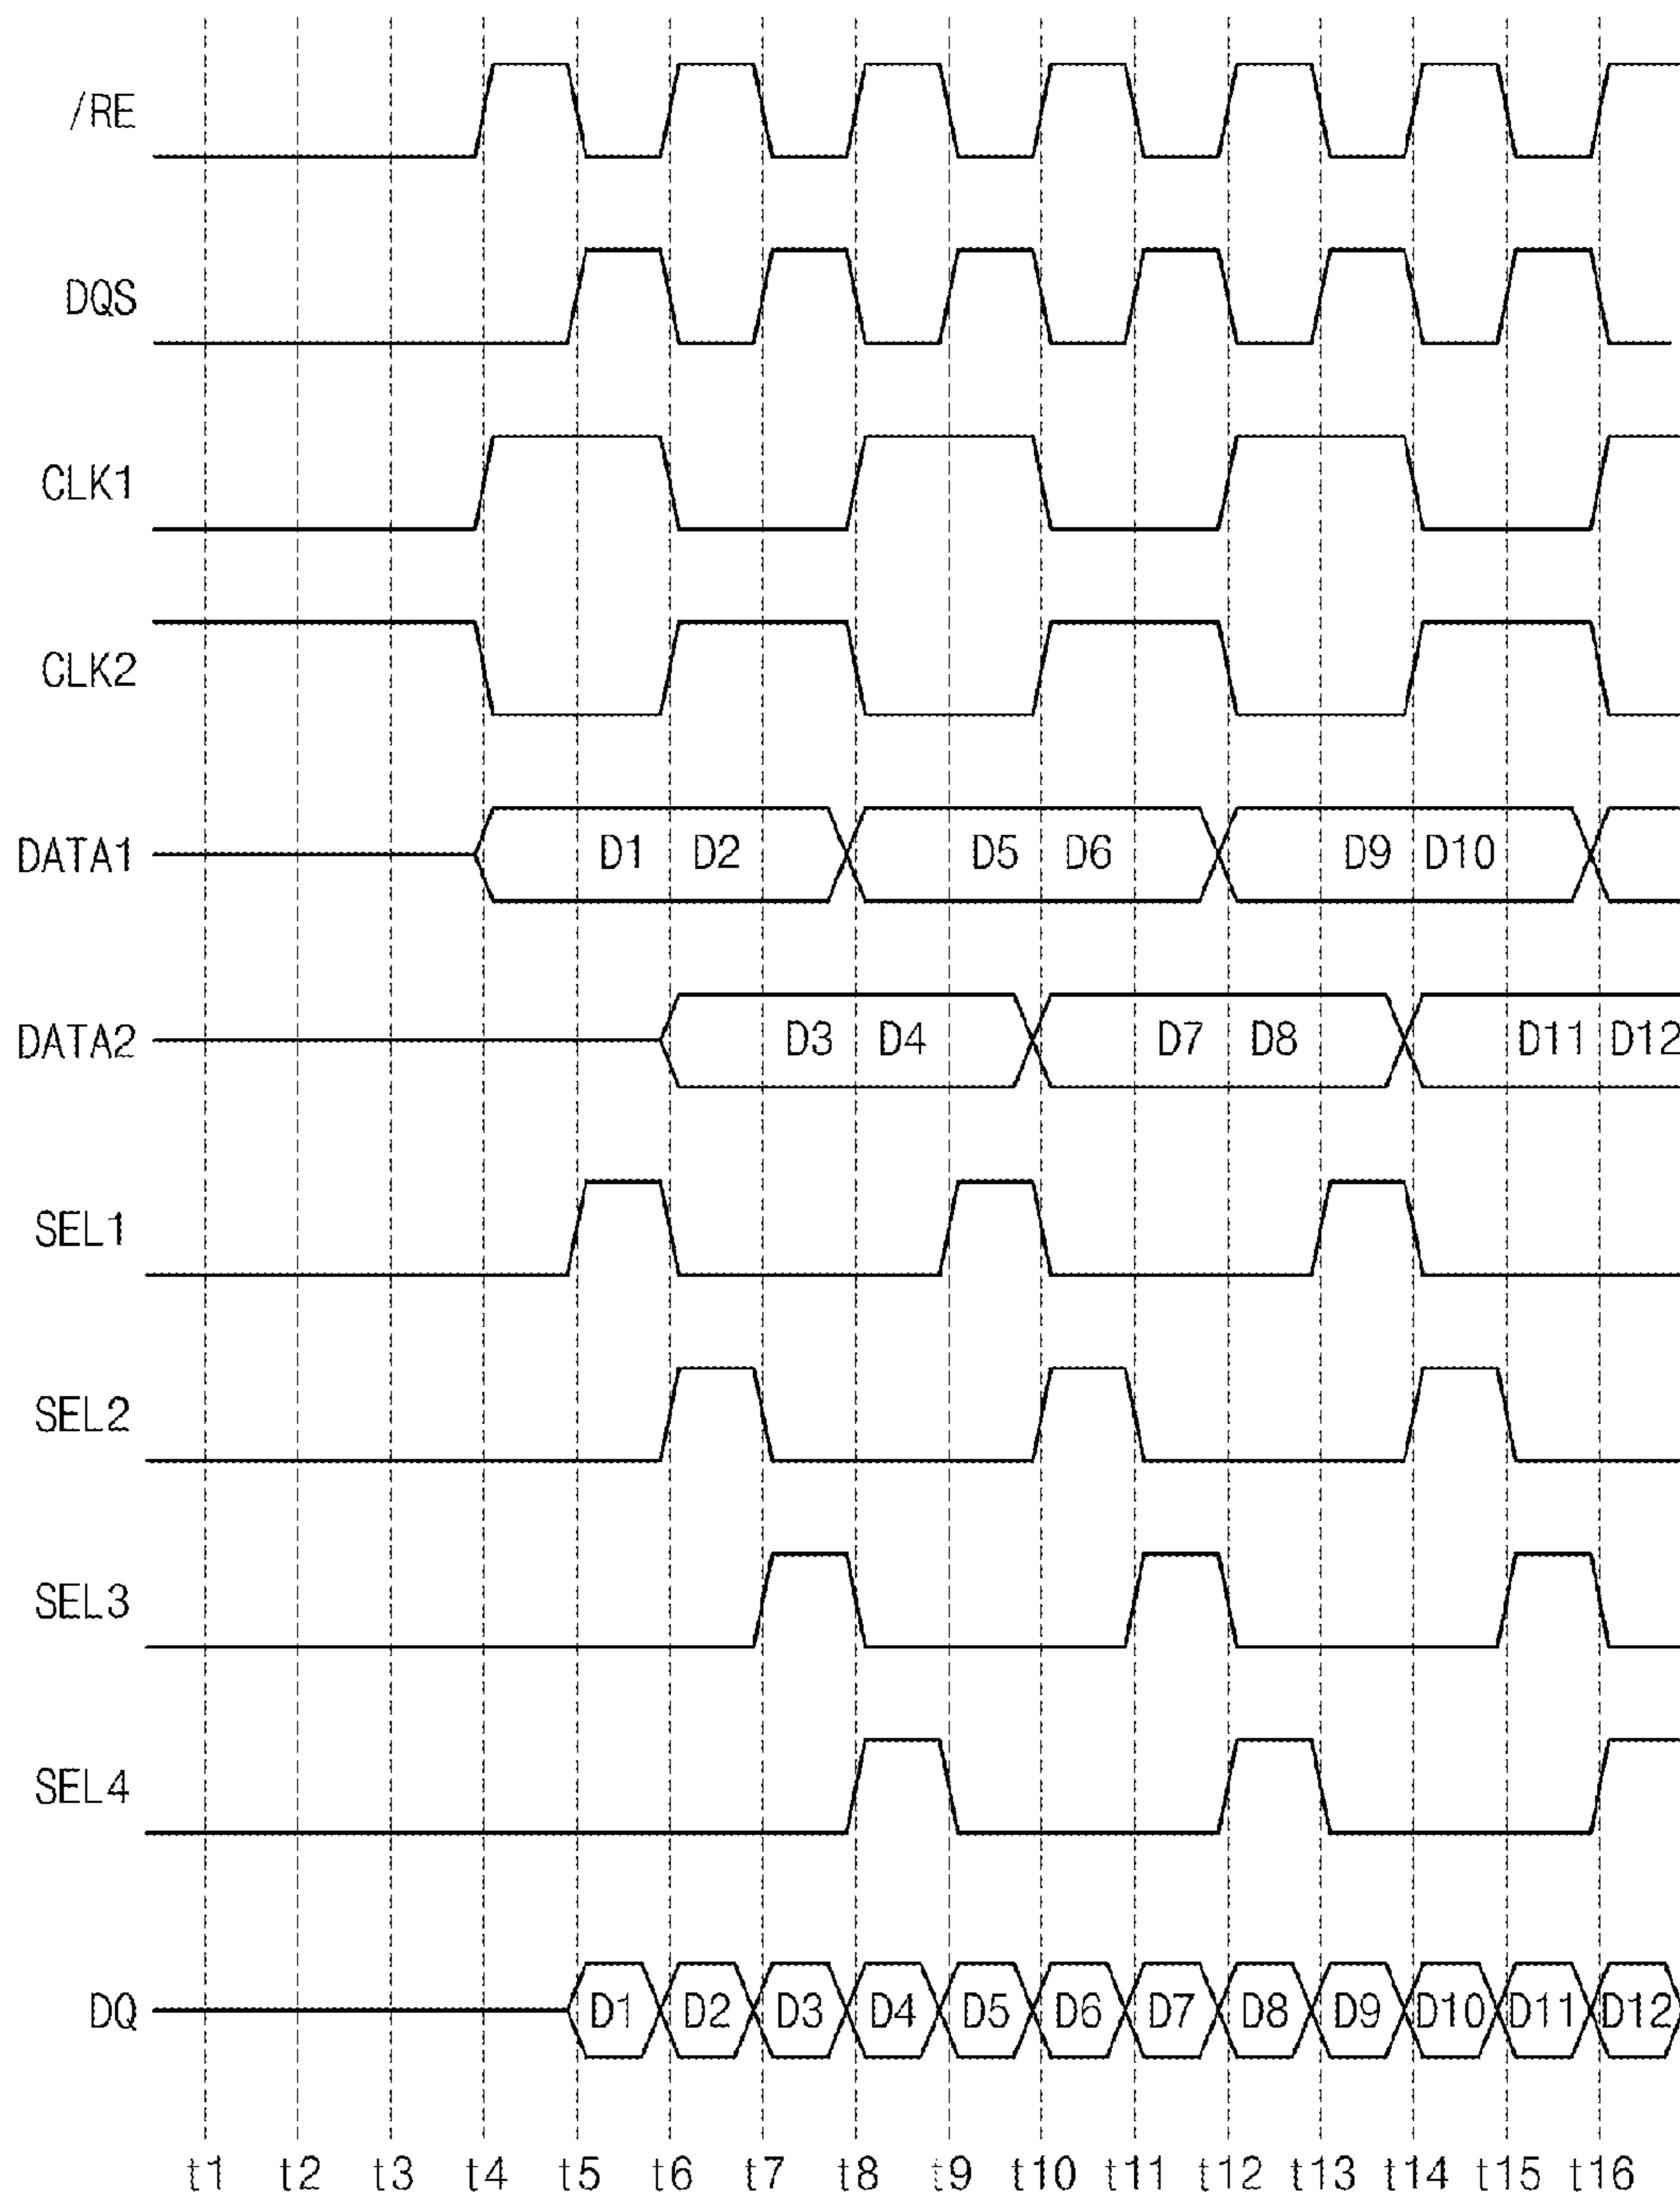 /RE
DQS
CLK1
CLK2
DATA1 D1 D2 D5 D6 D9 D10
DATA2 D3 D4 D7 D8 D11 D12
SEL1
SEL2
SEL3
SEL4
DQ D1 D2 D3 D4 D5 D6 D7 D8 D9 D10 D11 D12
t1 t2 t3 t4 t5 t6 t7 t8 t9 t10 t11 t12 t13 t14 t15 t16